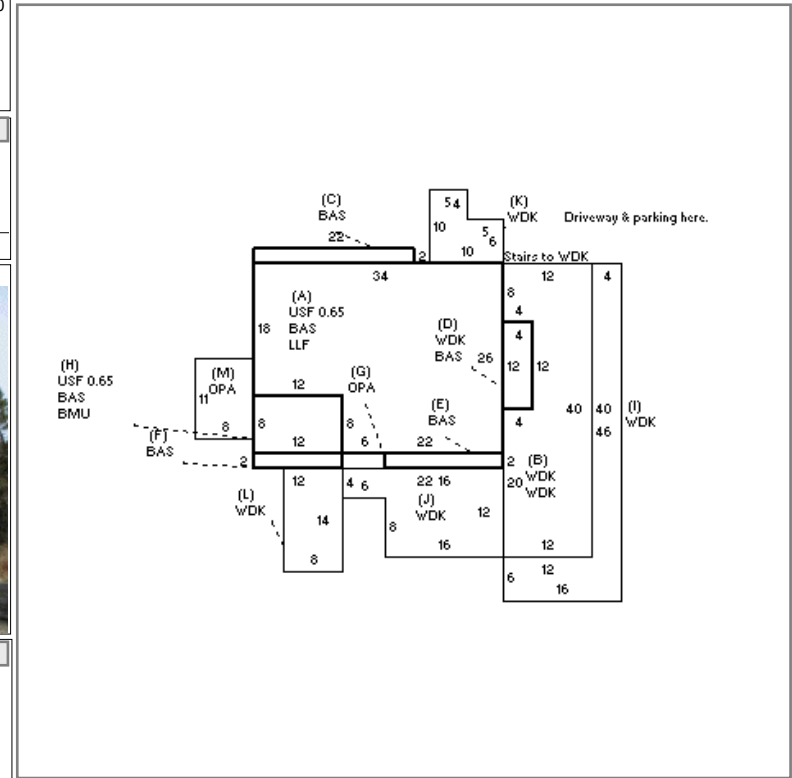 (C)
BAS
22
2
54
10
5
6
10
(K)
WDK
Driveway & parking here.
Stairs to WDK
34
12
4
8
4
(A)
USF 0.65
BAS
LLF
18
(D)
WDK
BAS
26
4
12
12
(H)
USF 0.65
BAS
BMU
(M)
OPA
11
8
12
(G)
OPA
8
8
12
6
22
(E)
BAS
4
40
40
46
(I)
WDK
(F)
BAS
2
2
(B)
WDK
WDK
20
(L)
WDK
12
14
8
4
6
22
16
(J)
WDK
12
8
16
12
12
6
16